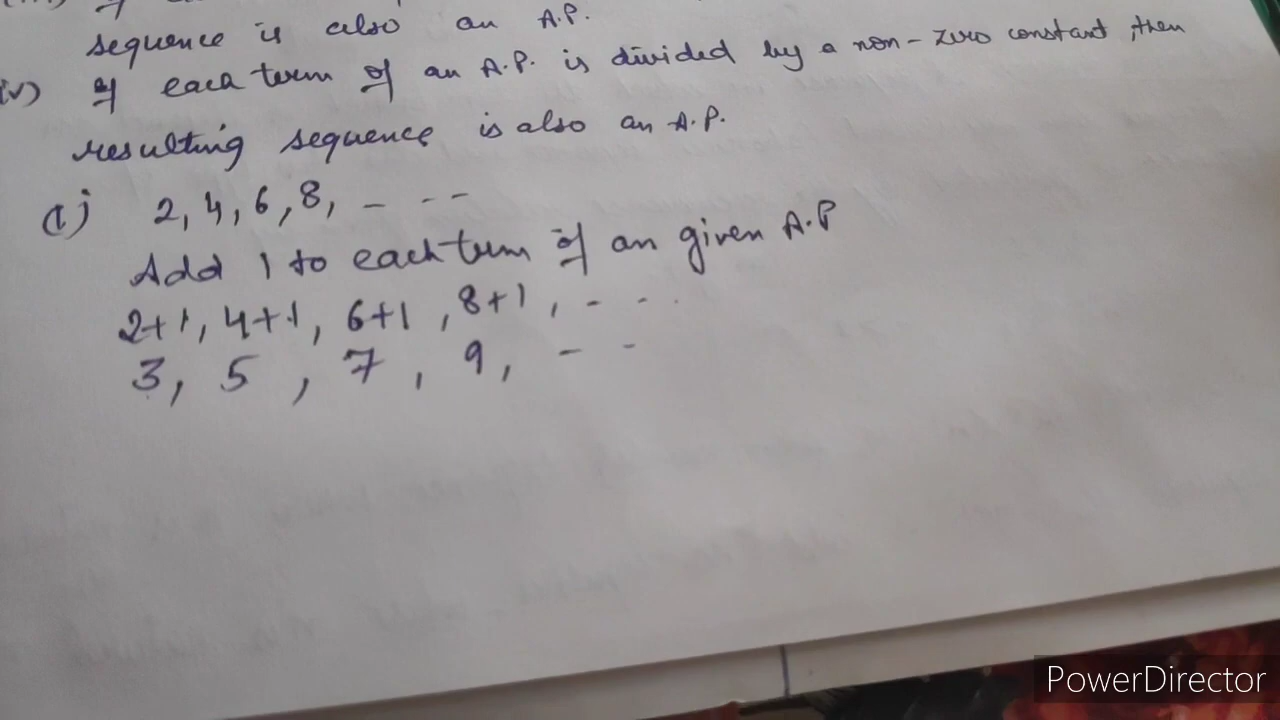 sequence is also an A.P.
(iv) If each term of an A.P. is divided by a non-zero constant, then
resulting sequence is also an A.P.
(i) 2, 4, 6, 8, - - -
Add 1 to each term of an given A.P
2+1, 4+1, 6+1, 8+1, - - -
3, 5, 7, 9, - -
PowerDirector